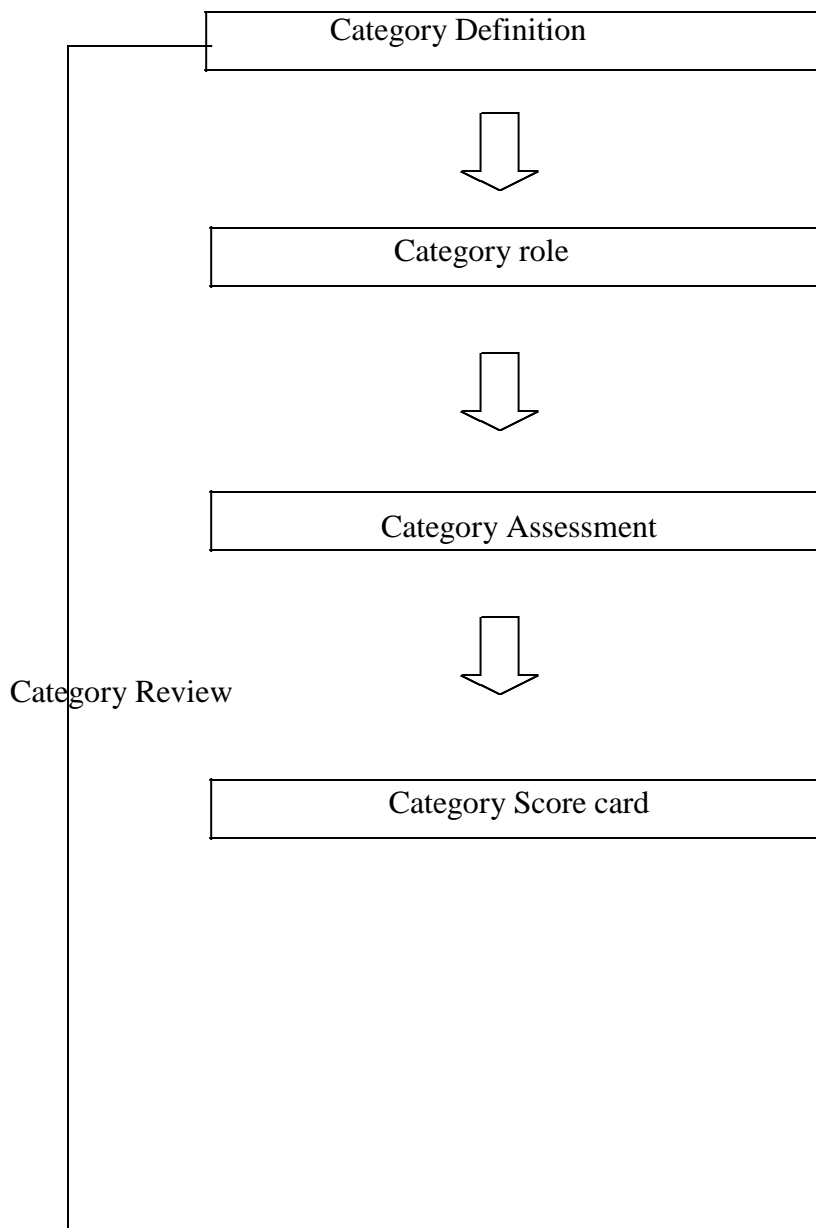 Category Definition
Category role
Category Assessment
Category Review
Category Score card